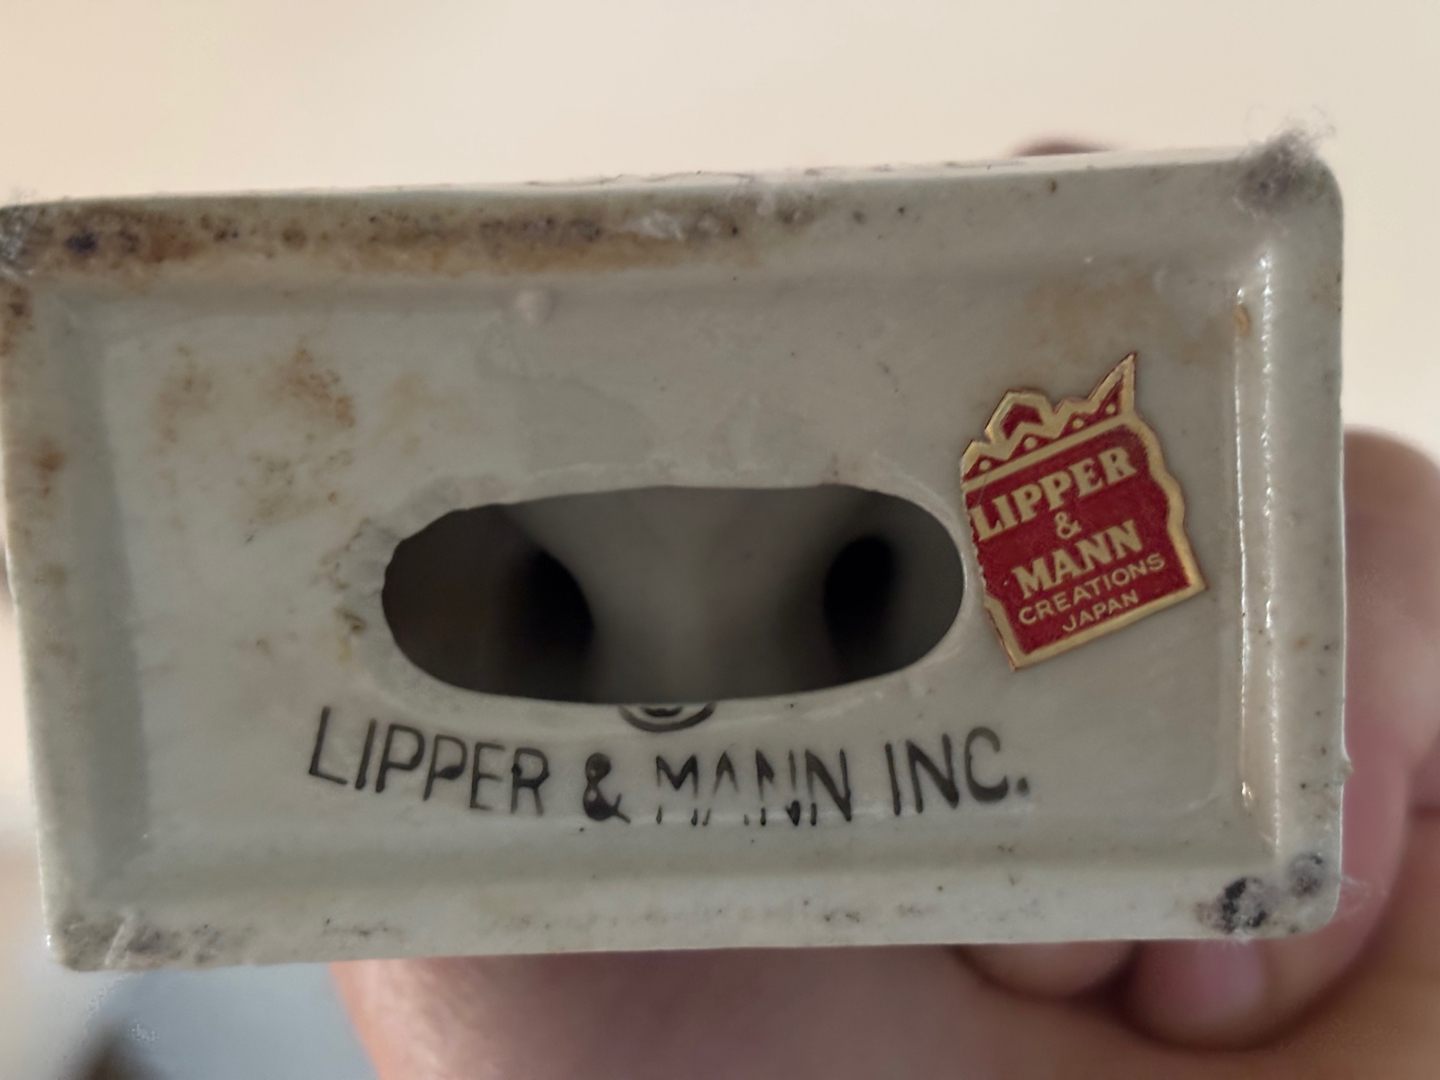 LIPPER
&
MANN
CREATIONS
JAPAN
LIPPER & MANN INC.